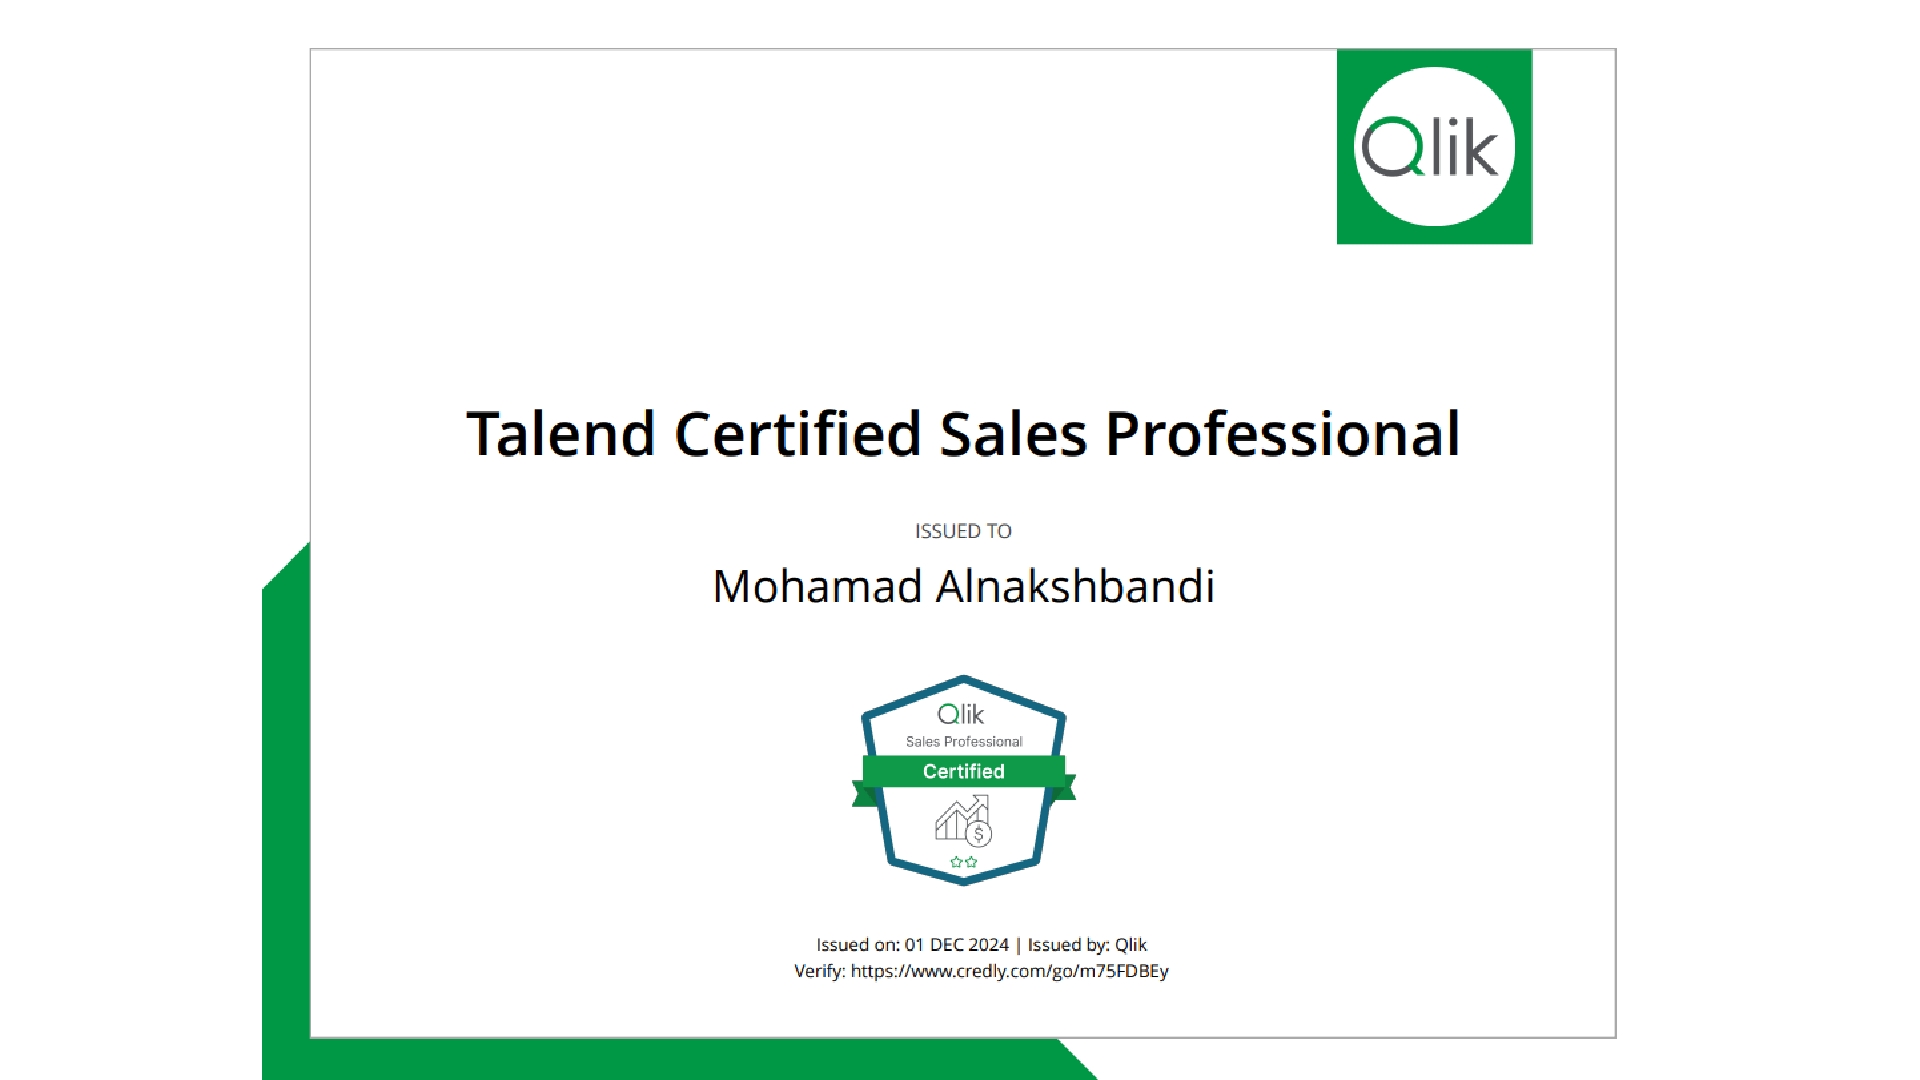 Qlik
Talend Certified Sales Professional
ISSUED TO
Mohamad Alnakshbandi
Qlik
Sales Professional
Certified
$
Issued on: 01 DEC 2024 | Issued by: Qlik
Verify: https://www.credly.com/go/m75FDBEy